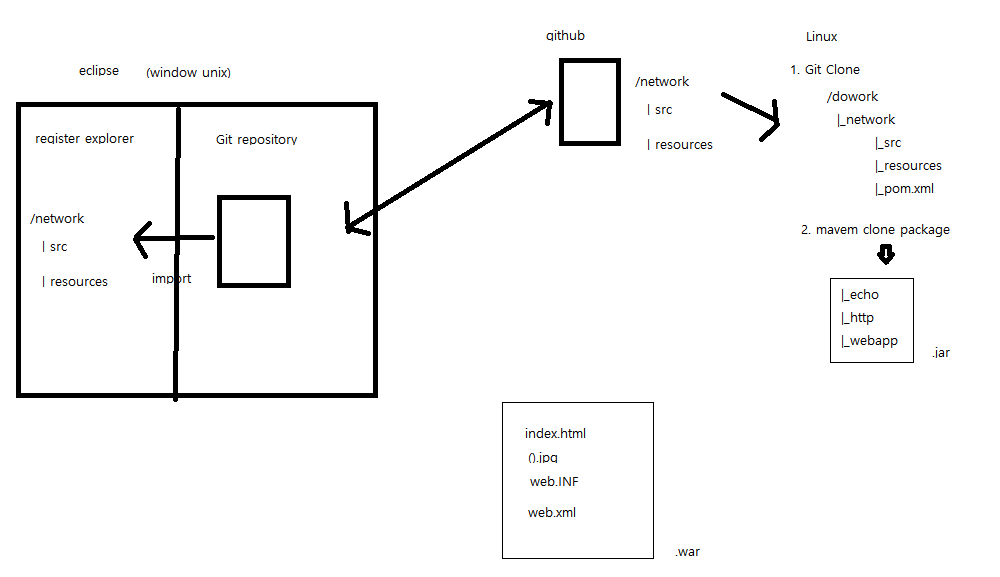 eclipse (window unix)
register explorer
Git repository
/network
| src
| resources
import
github
/network
| src
| resources
Linux
1. Git Clone
/dowork
|_network
|_src
|_resources
|_pom.xml
2. mavem clone package
|_echo
|_http
|_webapp
.jar
index.html
().jpg
web.INF
web.xml
.war